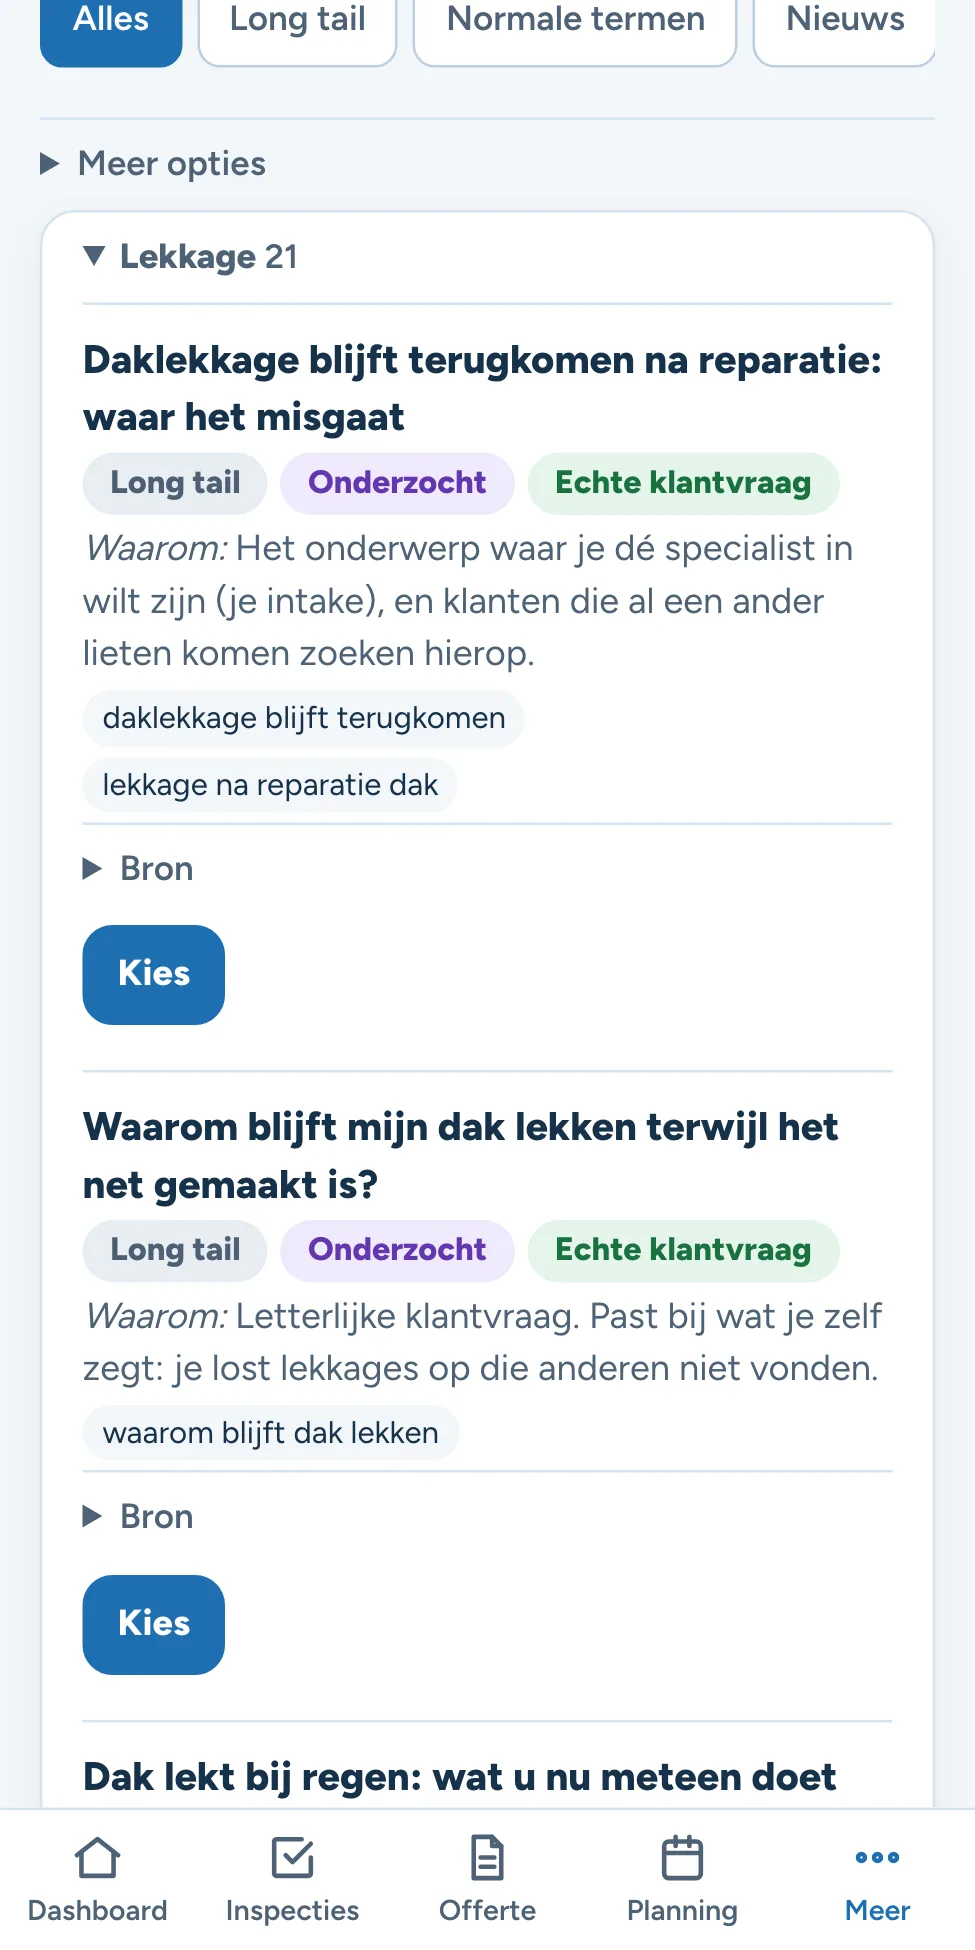 Alles
Long tail
Normale termen
Nieuws
Meer opties
Lekkage 21
Daklekkage blijft terugkomen na reparatie:
waar het misgaat
Long tail
Onderzocht
Echte klantvraag
Waarom: Het onderwerp waar je dé specialist in
wilt zijn (je intake), en klanten die al een ander
lieten komen zoeken hierop.
daklekkage blijft terugkomen
lekkage na reparatie dak
Bron
Kies
Waarom blijft mijn dak lekken terwijl het
net gemaakt is?
Long tail
Onderzocht
Echte klantvraag
Waarom: Letterlijke klantvraag. Past bij wat je zelf
zegt: je lost lekkages op die anderen niet vonden.
waarom blijft dak lekken
Bron
Kies
Dak lekt bij regen: wat u nu meteen doet
Dashboard
Inspecties
Offerte
Planning
Meer